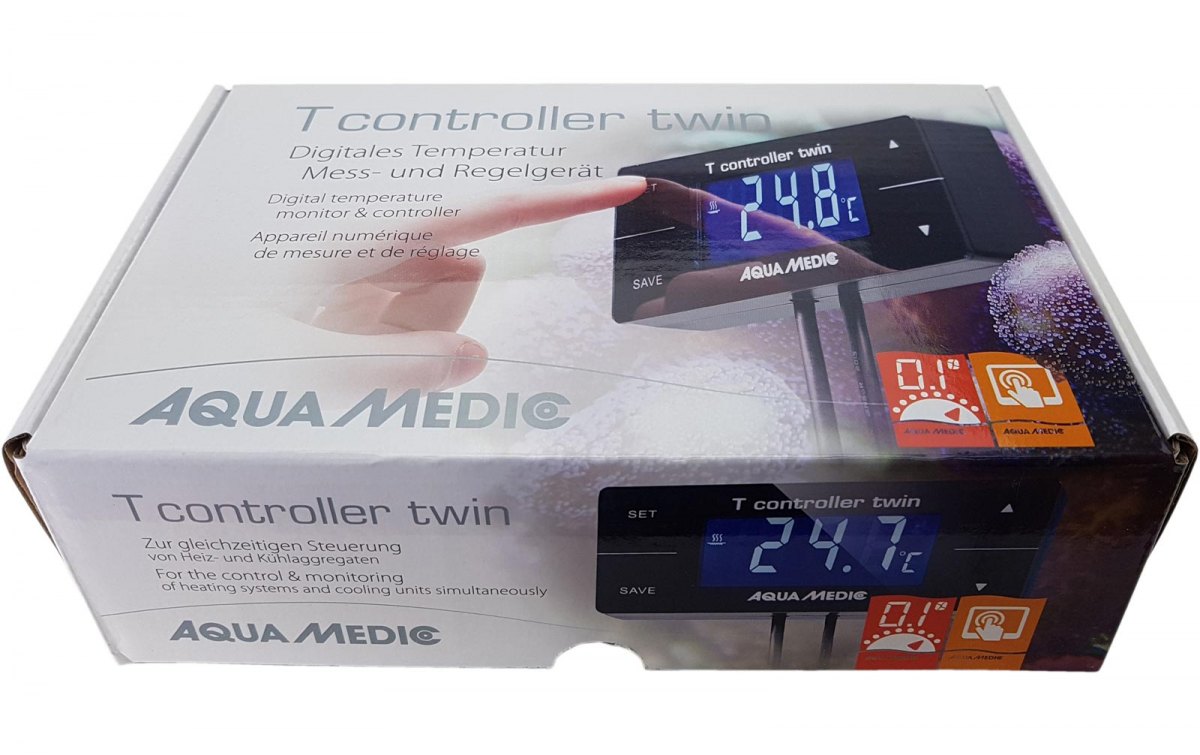 T controller twin
Digitales Temperatur
Mess- und Regelgerät
Digital temperature
monitor & controller
Appareil numérique
de mesure et de réglage
T controller twin
24.8°C
SAVE
AQUA MEDIC
AQUA MEDIC
0.1°
AQUA MEDIC
AQUA MEDIC
T controller twin
Zur gleichzeitigen Steuerung
von Heiz- und Kühlaggregaten
For the control & monitoring
of heating systems and cooling units simultaneously
AQUA MEDIC
T controller twin
SET
24.7°C
SAVE
AQUA MEDIC
0.1°
AQUA MEDIC